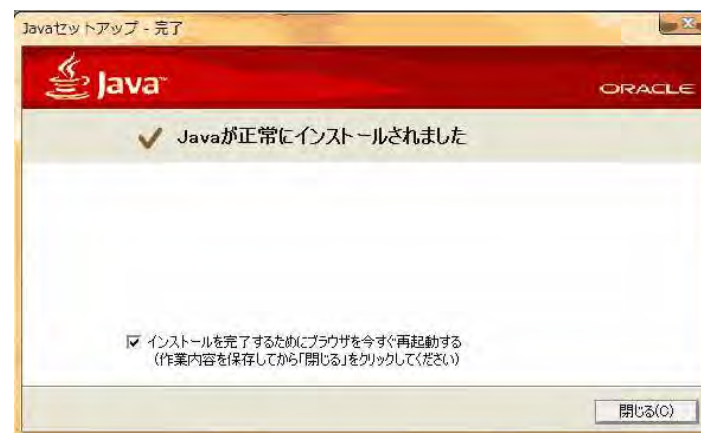 Javaセットアップ - 完了
Java™
ORACLE
Javaが正常にインストールされました
インストールを完了するためにブラウザを今すぐ再起動する
(作業内容を保存してから「閉じる」をクリックしてください)
閉じる(C)